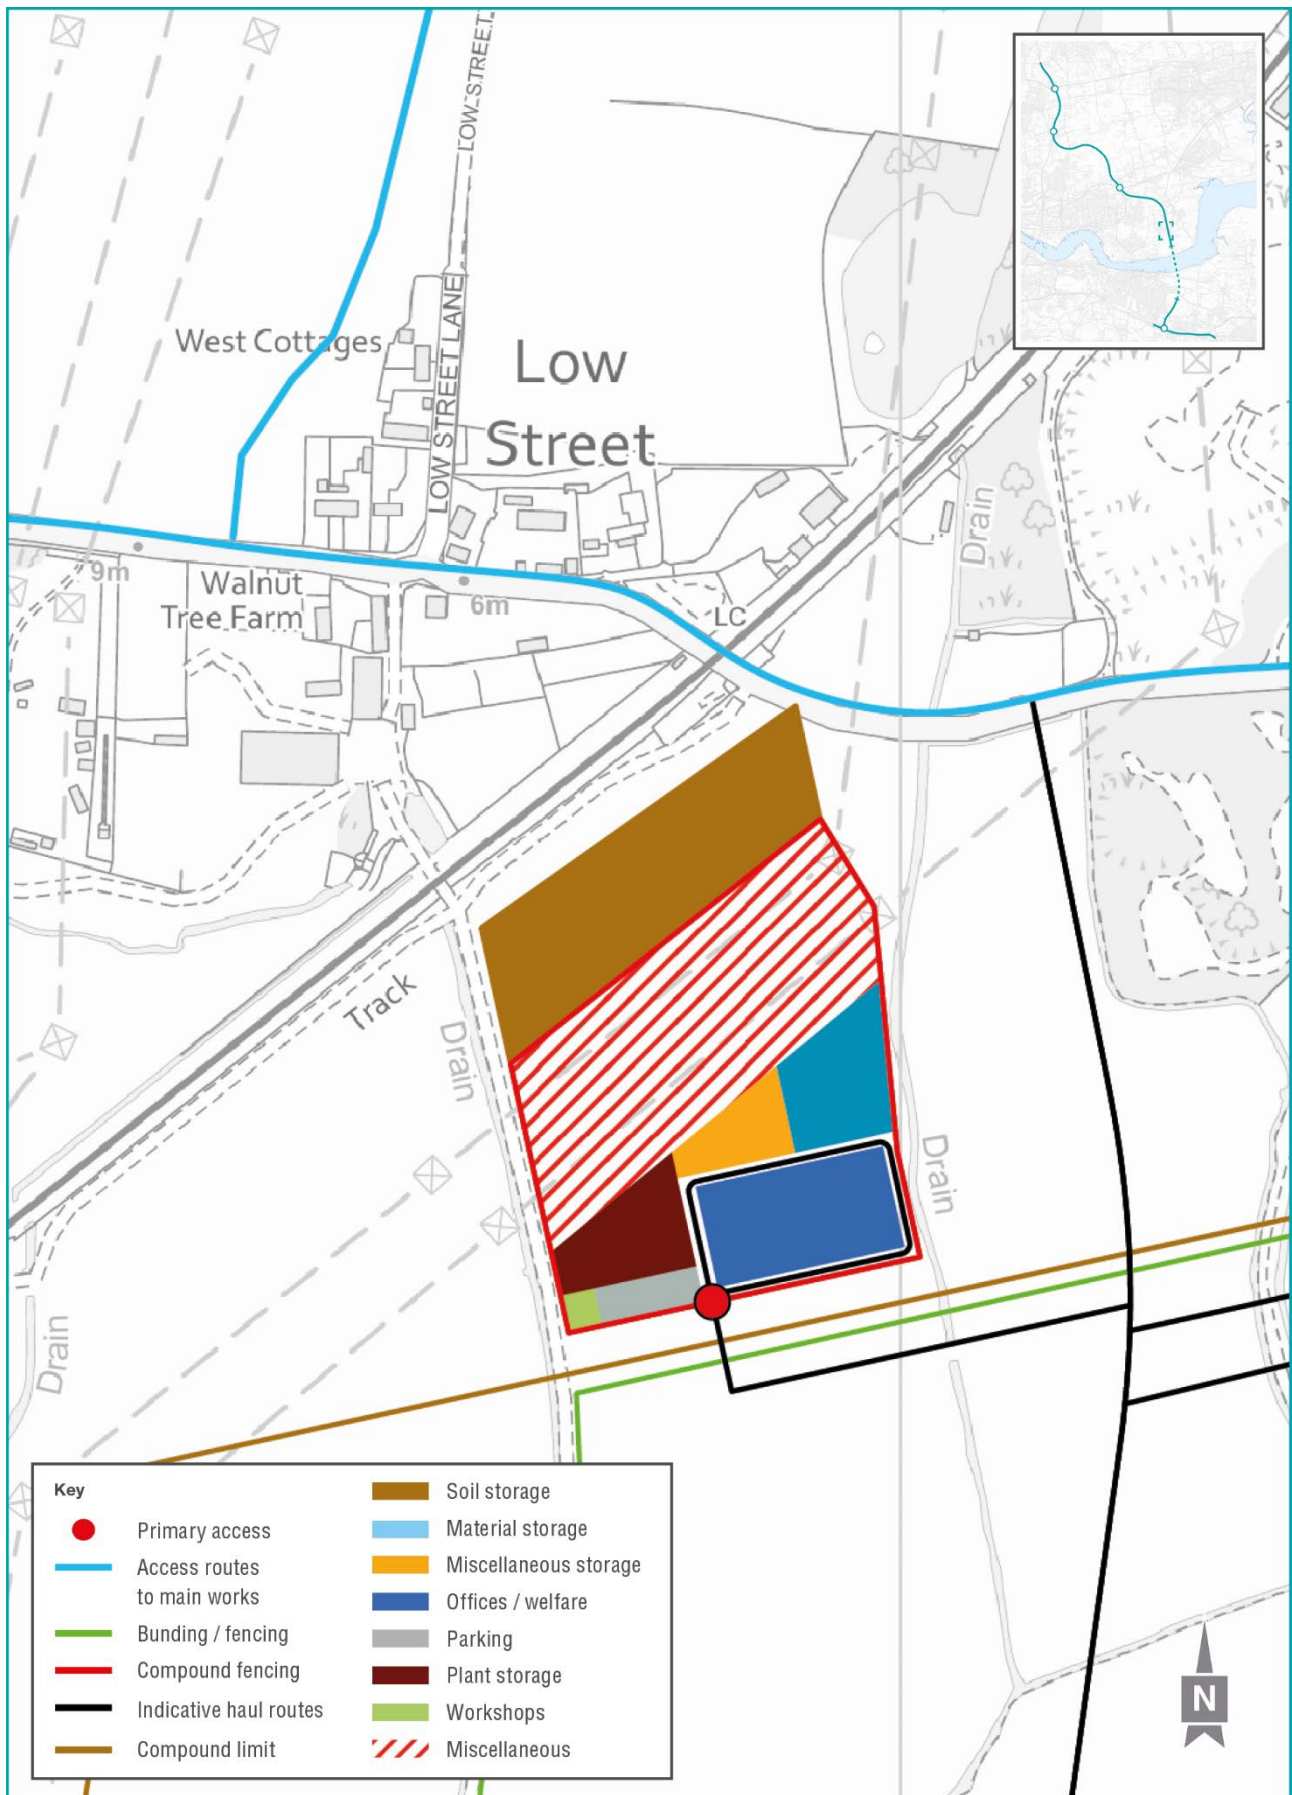 LOW STREET
West Cottages
Low
Street
LOW STREET LANE
Drain
9m
Walnut
Tree Farm
6m
LC
Track
Drain
Drain
Drain
Key
Primary access
Access routes
to main works
Bunding / fencing
Compound fencing
Indicative haul routes
Compound limit
Soil storage
Material storage
Miscellaneous storage
Offices / welfare
Parking
Plant storage
Workshops
Miscellaneous
N